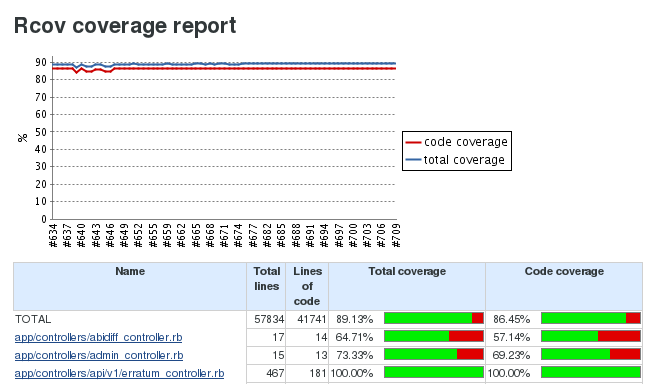 Rcov coverage report
90
80
70
60
50
40
30
20
10
0
%
#634 #637 #640 #643 #646 #649 #652 #655 #659 #662 #665 #668 #671 #674 #677 #682 #685 #688 #691 #694 #697 #700 #703 #706 #709
code coverage
total coverage
Name Total lines Lines of code Total coverage Code coverage
TOTAL 57834 41741 89.13% 86.45%
app/controllers/abidiff_controller.rb 17 14 64.71% 57.14%
app/controllers/admin_controller.rb 15 13 73.33% 69.23%
app/controllers/api/v1/erratum_controller.rb 467 181 100.00% 100.00%